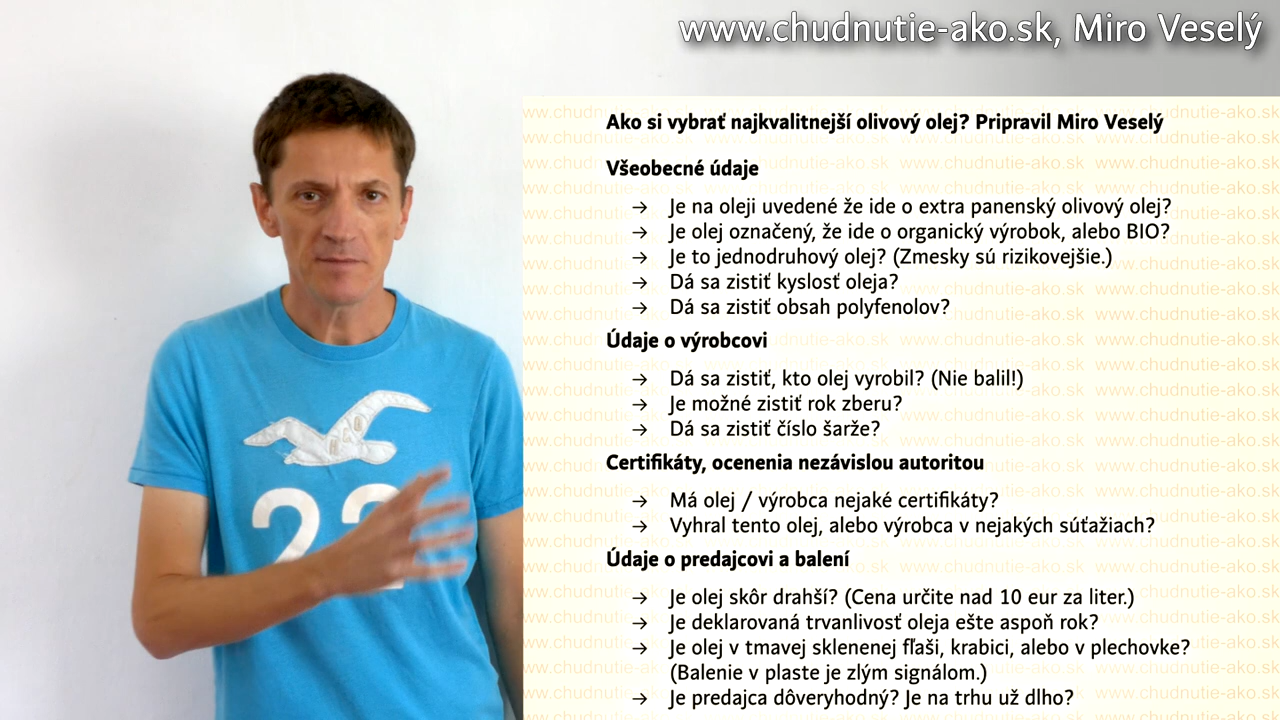 www.chudnutie-ako.sk, Miro Veselý
Ako si vybrať najkvalitnejší olivový olej? Pripravil Miro Veselý
Všeobecné údaje
→ Je na oleji uvedené že ide o extra panenský olivový olej?
→ Je olej označený, že ide o organický výrobok, alebo BIO?
→ Je to jednodruhový olej? (Zmesky sú rizikovejšie.)
→ Dá sa zistiť kyslosť oleja?
→ Dá sa zistiť obsah polyfenolov?
Údaje o výrobcovi
→ Dá sa zistiť, kto olej vyrobil? (Nie balil!)
→ Je možné zistiť rok zberu?
→ Dá sa zistiť číslo šarže?
Certifikáty, ocenenia nezávislou autoritou
→ Má olej / výrobca nejaké certifikáty?
→ Vyhral tento olej, alebo výrobca v nejakých súťažiach?
Údaje o predajcovi a balení
→ Je olej skôr drahší? (Cena určite nad 10 eur za liter.)
→ Je deklarovaná trvanlivosť oleja ešte aspoň rok?
→ Je olej v tmavej sklenenej fľaši, krabici, alebo v plechovke?
(Balenie v plaste je zlým signálom.)
→ Je predajca dôveryhodný? Je na trhu už dlho?
22